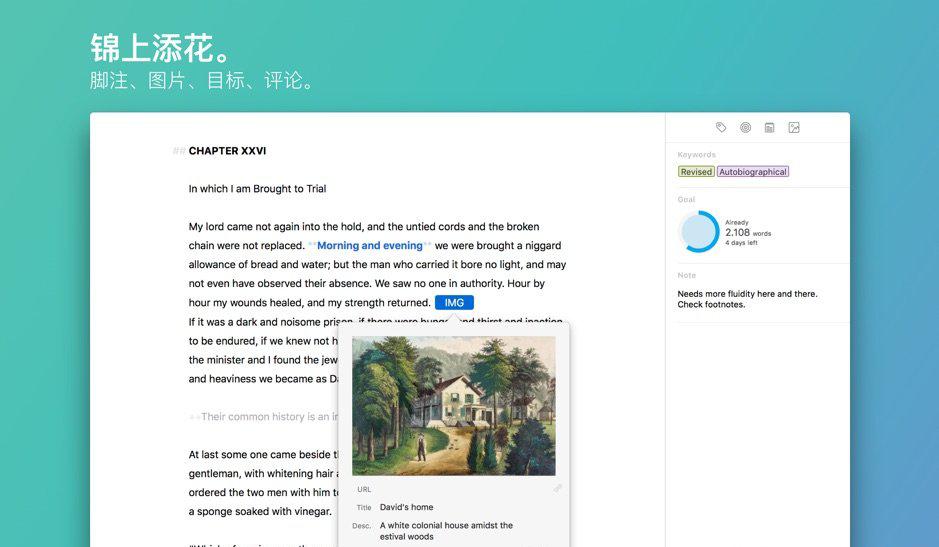 锦上添花。
脚注、图片、目标、评论。
## CHAPTER XXVI
In which I am Brought to Trial
My lord came not again into the hold, and the untied cords and the broken
chain were not replaced. **Morning and evening** we were brought a niggard
allowance of bread and water; but the man who carried it bore no light, and may
not even have observed their absence. We saw no one in authority. Hour by
hour my wounds healed, and my strength returned. IMG
If it was a dark and noisome prison, if there were hunger and thirst and inaction
to be endured, if we knew not h
the minister and I found the jew
and heaviness we became as Da
++Their common history is an in
At last some one came beside t
gentleman, with whitening hair a
ordered the two men with him to
a sponge soaked with vinegar.
URL
Title David's home
Desc. A white colonial house amidst the
estival woods
Keywords
Revised Autobiographical
Goal
Already
2.108 words
4 days left
Note
Needs more fluidity here and there.
Check footnotes.